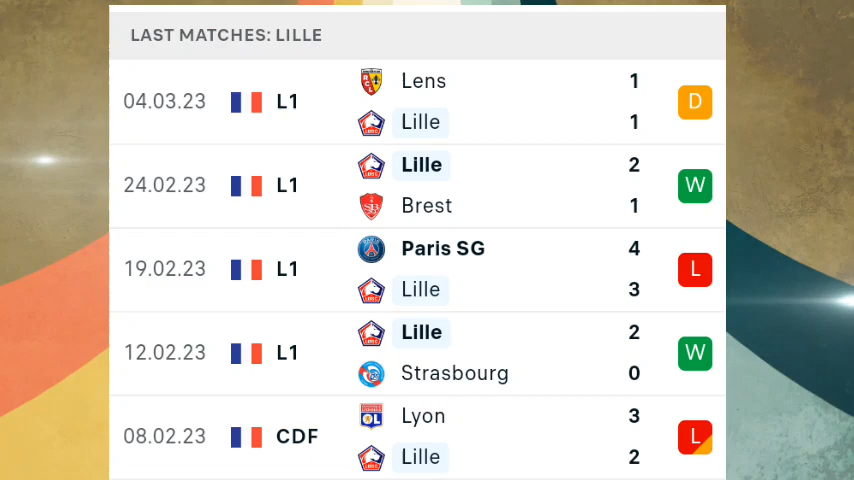 LAST MATCHES: LILLE
04.03.23 L1 Lens 1 D
Lille 1
24.02.23 L1 Lille 2 W
Brest 1
19.02.23 L1 Paris SG 4 L
Lille 3
12.02.23 L1 Lille 2 W
Strasbourg 0
08.02.23 CDF Lyon 3 L
Lille 2